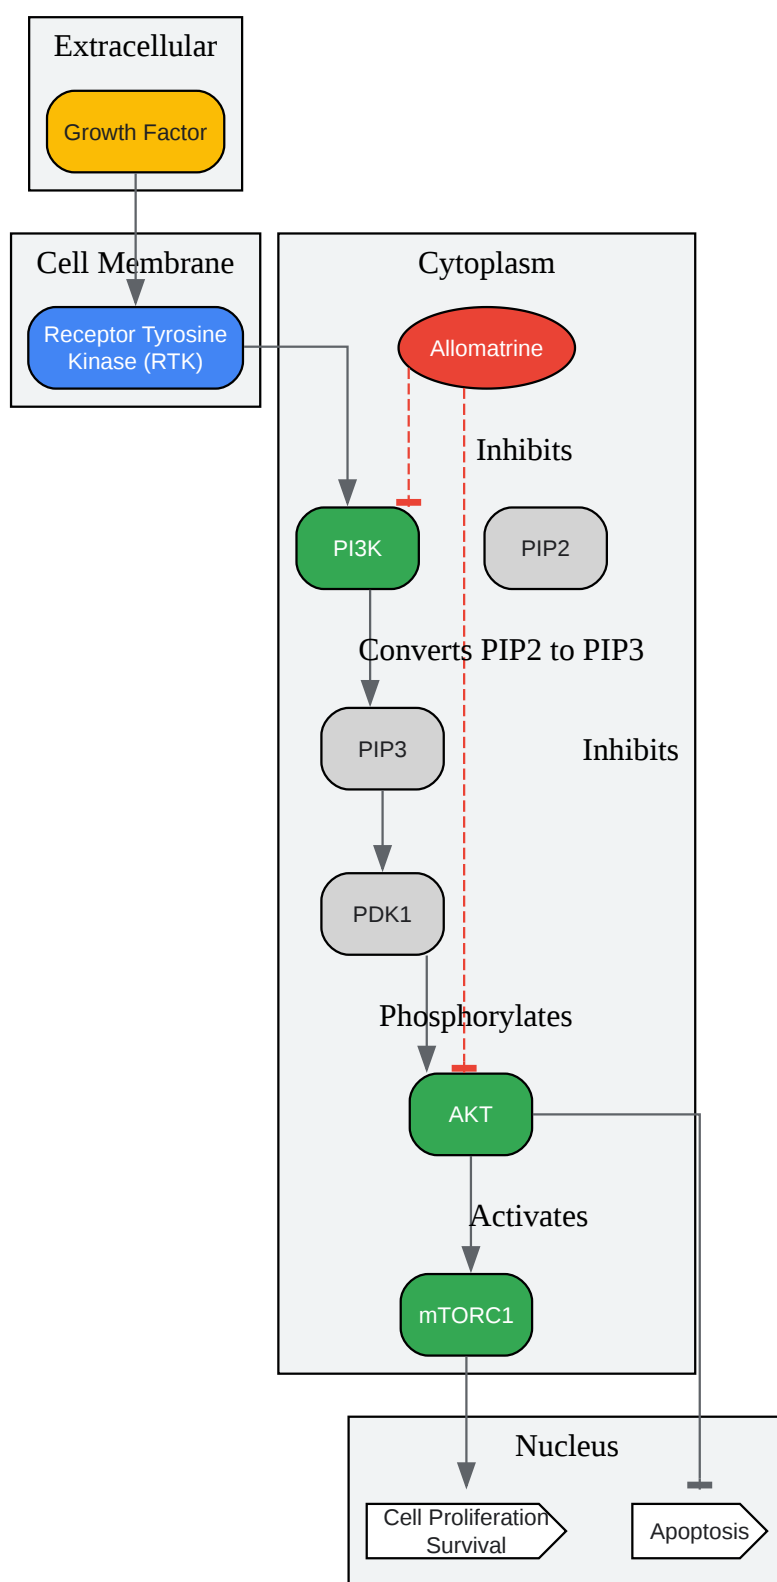 Extracellular
Growth Factor
Cell Membrane
Receptor Tyrosine
Kinase (RTK)
Cytoplasm
Allomatrine
Inhibits
PI3K
PIP2
Converts PIP2 to PIP3
PIP3
Inhibits
PDK1
Phosphorylates
AKT
Activates
mTORC1
Nucleus
Cell Proliferation
Survival
Apoptosis